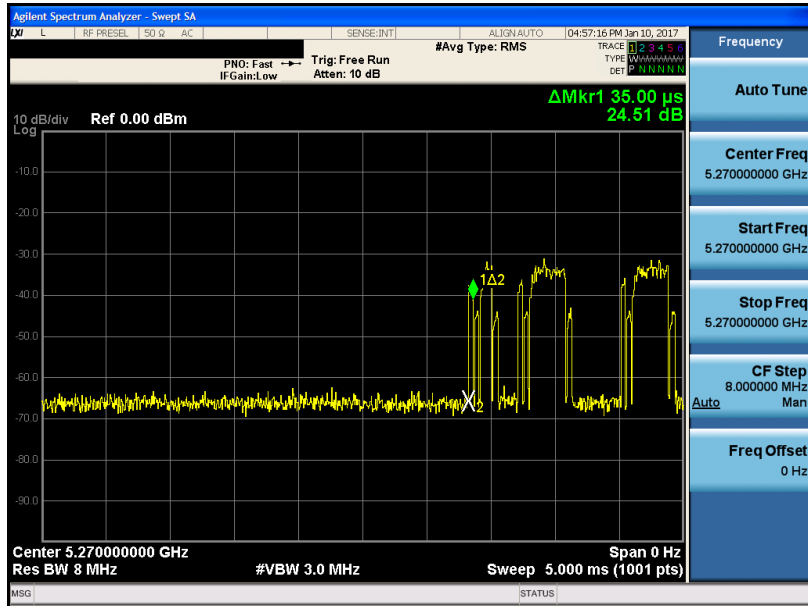 Agilent Spectrum Analyzer - Swept SA
LXI L RF PRESEL 50 Ω AC SENSE:INT ALIGN AUTO 04:57:16 PM Jan 10, 2017
#Avg Type: RMS
TRACE 1 2 3 4 5 6
TYPE W
DET P N N N N N
PNO: Fast
IFGain:Low
Trig: Free Run
Atten: 10 dB
ΔMkr1 35.00 µs
24.51 dB
10 dB/div Ref 0.00 dBm
Log
-10.0
-20.0
-30.0
-40.0
-50.0
-60.0
-70.0
-80.0
-90.0
1Δ2
2
Center 5.270000000 GHz Span 0 Hz
Res BW 8 MHz #VBW 3.0 MHz Sweep 5.000 ms (1001 pts)
MSG STATUS
Frequency
Auto Tune
Center Freq
5.270000000 GHz
Start Freq
5.270000000 GHz
Stop Freq
5.270000000 GHz
CF Step
8.000000 MHz
Auto Man
Freq Offset
0 Hz